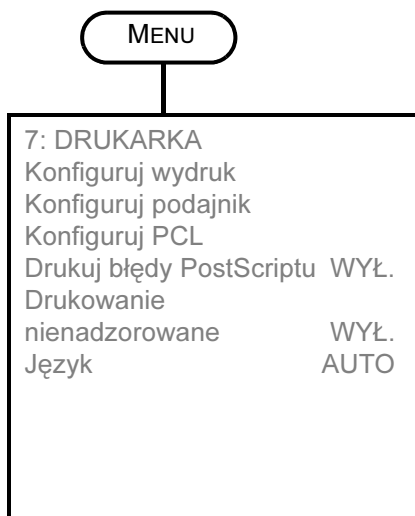 MENU
7: DRUKARKA
Konfiguruj wydruk
Konfiguruj podajnik
Konfiguruj PCL
Drukuj błędy PostScriptu WYŁ.
Drukowanie
nienadzorowane WYŁ.
Język AUTO